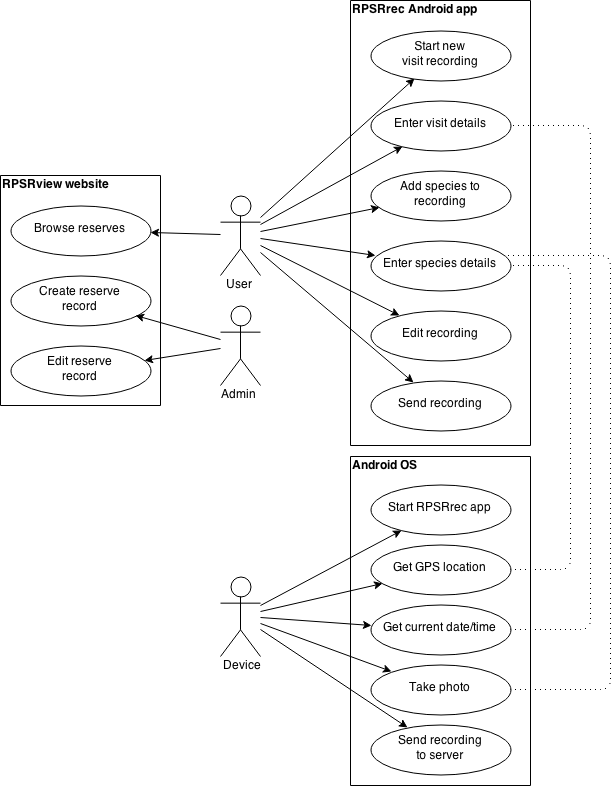 RPSRrec Android app
Start new
visit recording
Enter visit details
Add species to
recording
Enter species details
Edit recording
Send recording
RPSRview website
Browse reserves
Create reserve
record
Edit reserve
record
User
Admin
Android OS
Start RPSRrec app
Get GPS location
Get current date/time
Take photo
Send recording
to server
Device